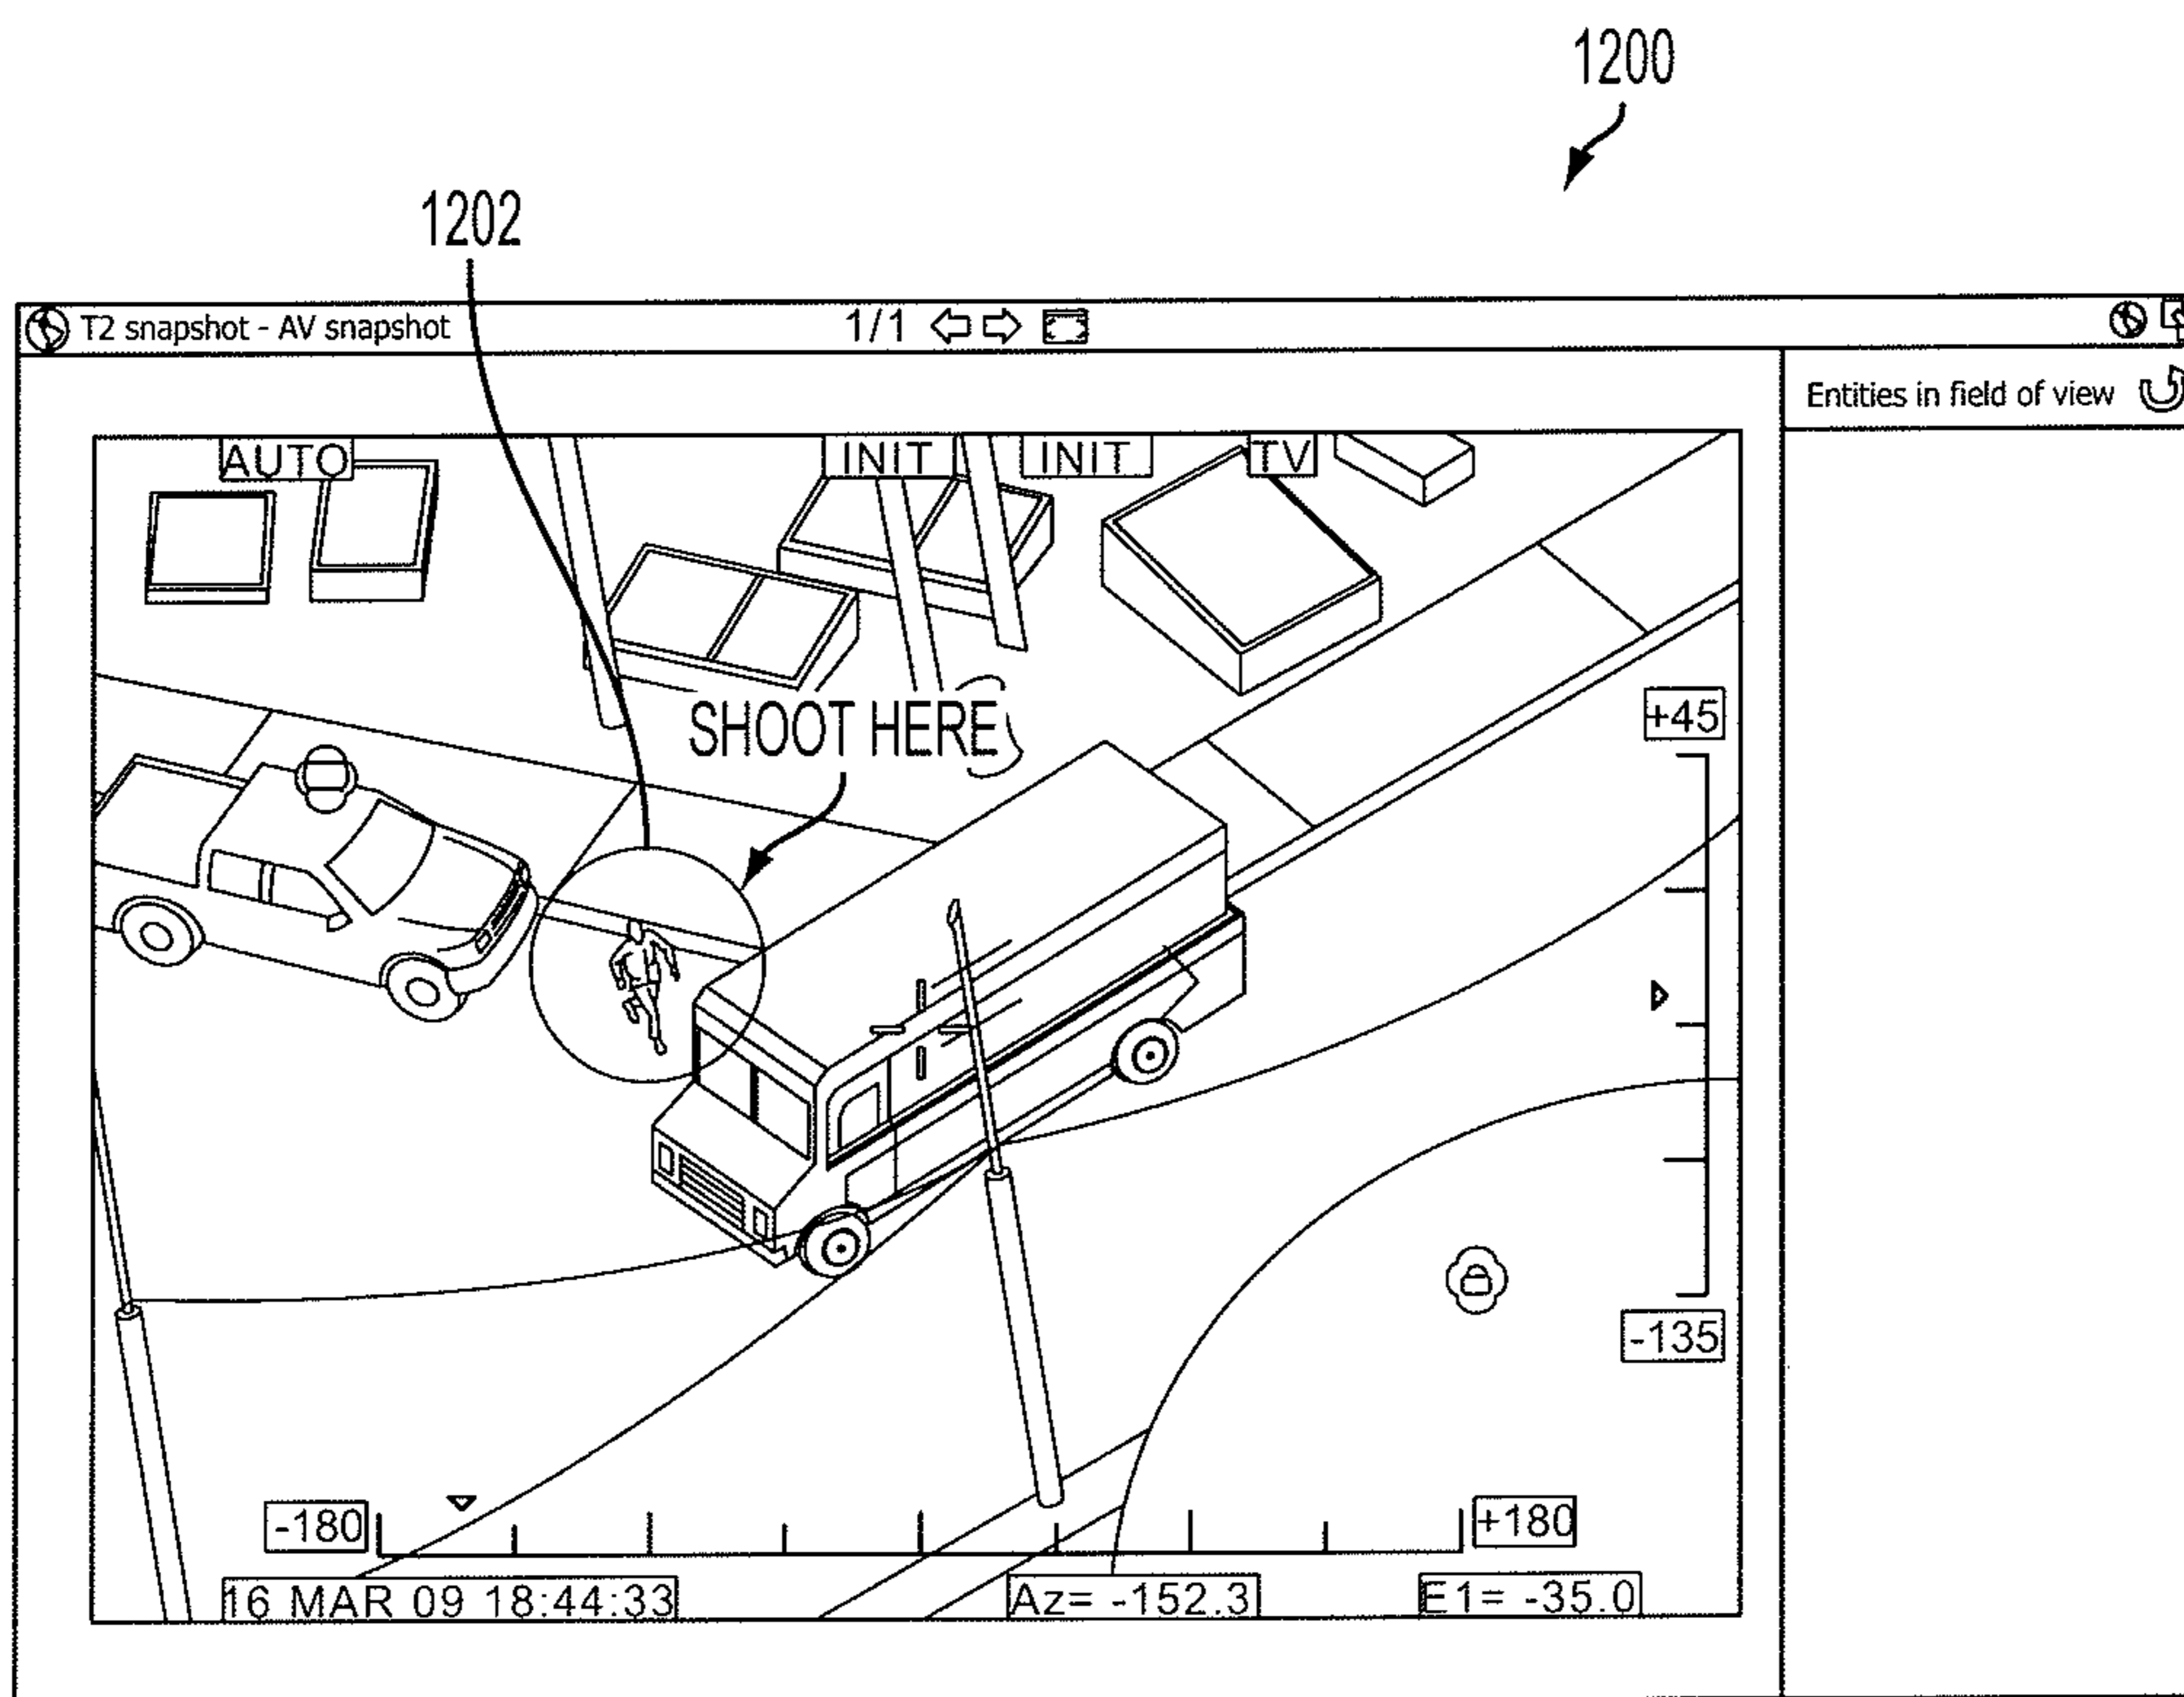 1200
1202
T2 snapshot - AV snapshot 1/1
Entities in field of view
AUTO INIT INIT TV
SHOOT HERE
+45
-135
-180 +180
16 MAR 09 18:44:33 Az= -152.3 E1= -35.0